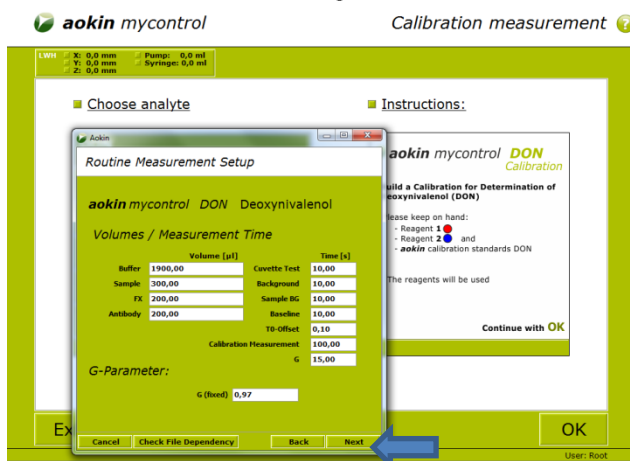 aokin mycontrol
Calibration measurement
LWH X: 0,0 mm Pump: 0,0 ml
Y: 0,0 mm Syringe: 0,0 ml
Z: 0,0 mm
Choose analyte
Instructions:
Aokin
Routine Measurement Setup
aokin mycontrol DON Deoxynivalenol
Volumes / Measurement Time
Volume [µl] Time [s]
Buffer 1900,00 Cuvette Test 10,00
Sample 300,00 Background 10,00
FX 200,00 Sample BG 10,00
Antibody 200,00 Baseline 10,00
T0-Offset 0,10
Calibration Measurement 100,00
G 15,00
G-Parameter:
G (fixed) 0,97
Cancel Check File Dependency Back Next
aokin mycontrol DON
Calibration
uild a Calibration for Determination of
eoxynivalenol (DON)
lease keep on hand:
- Reagent 1
- Reagent 2 and
- aokin calibration standards DON
The reagents will be used
Continue with OK
Ex
OK
User: Root